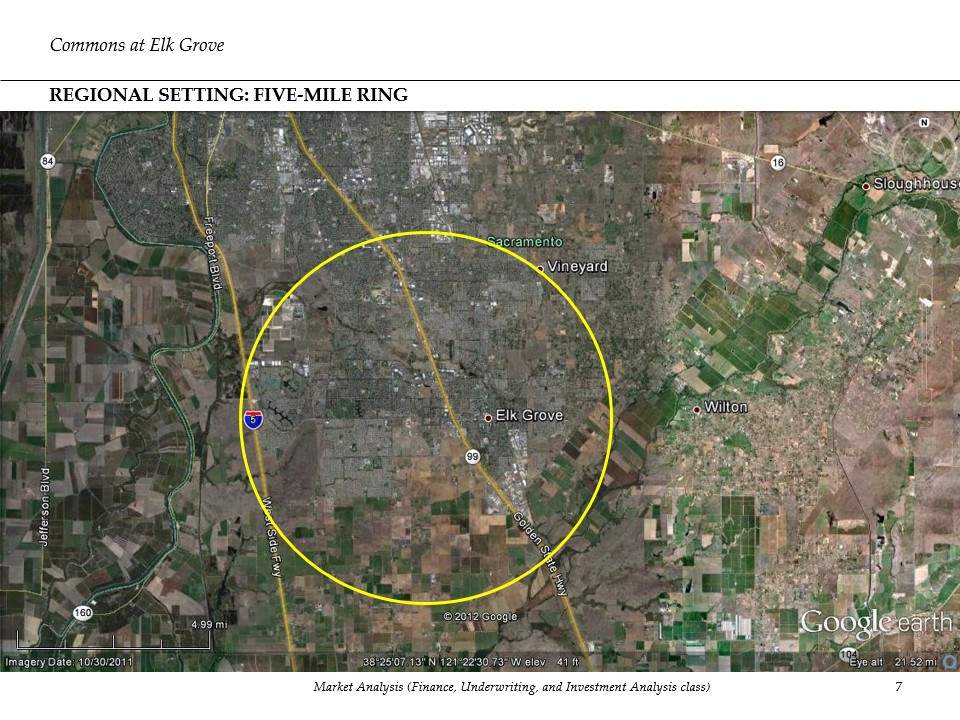 Commons at Elk Grove
REGIONAL SETTING: FIVE-MILE RING
N
84
16
Sloughhous
Freeport Blvd
Sacramento
Vineyard
5
Elk Grove
Wilton
99
Jefferson Blvd
West Side Fwy
Golden State Hwy
160
© 2012 Google
4.99 mi
Google earth
104
Imagery Date: 10/30/2011
38°25'07.13" N 121°22'30.73" W elev 41 ft
Eye alt 21.52 mi
Market Analysis (Finance, Underwriting, and Investment Analysis class)
7